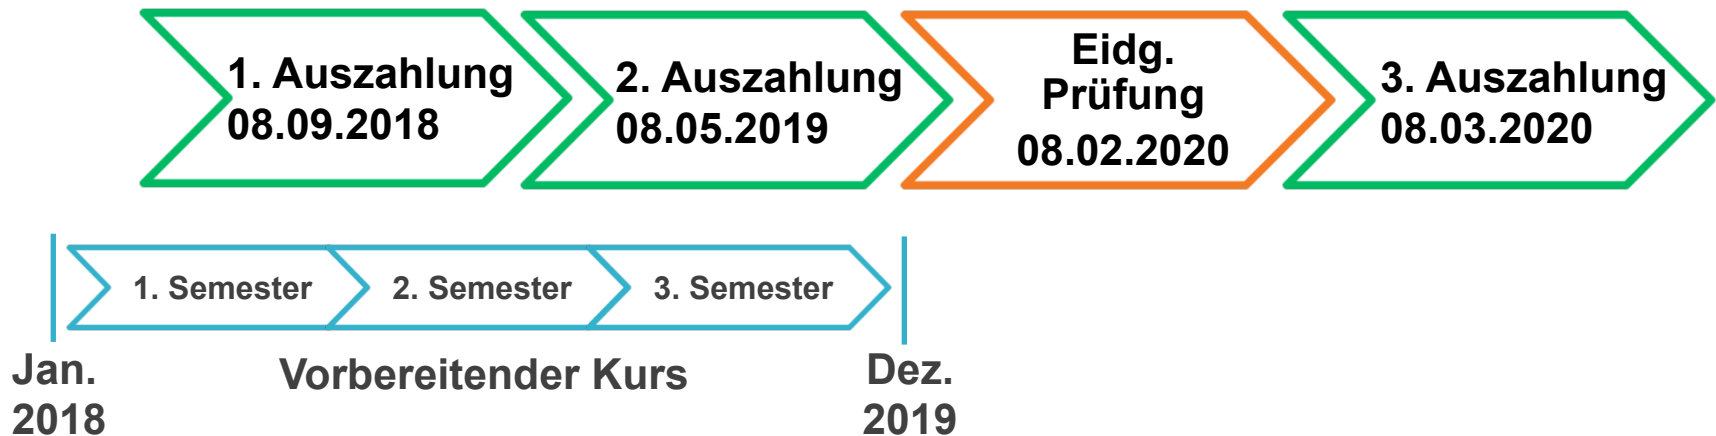 1. Auszahlung
08.09.2018
2. Auszahlung
08.05.2019
Eidg.
Prüfung
08.02.2020
3. Auszahlung
08.03.2020
1. Semester
2. Semester
3. Semester
Jan.
2018
Vorbereitender Kurs
Dez.
2019